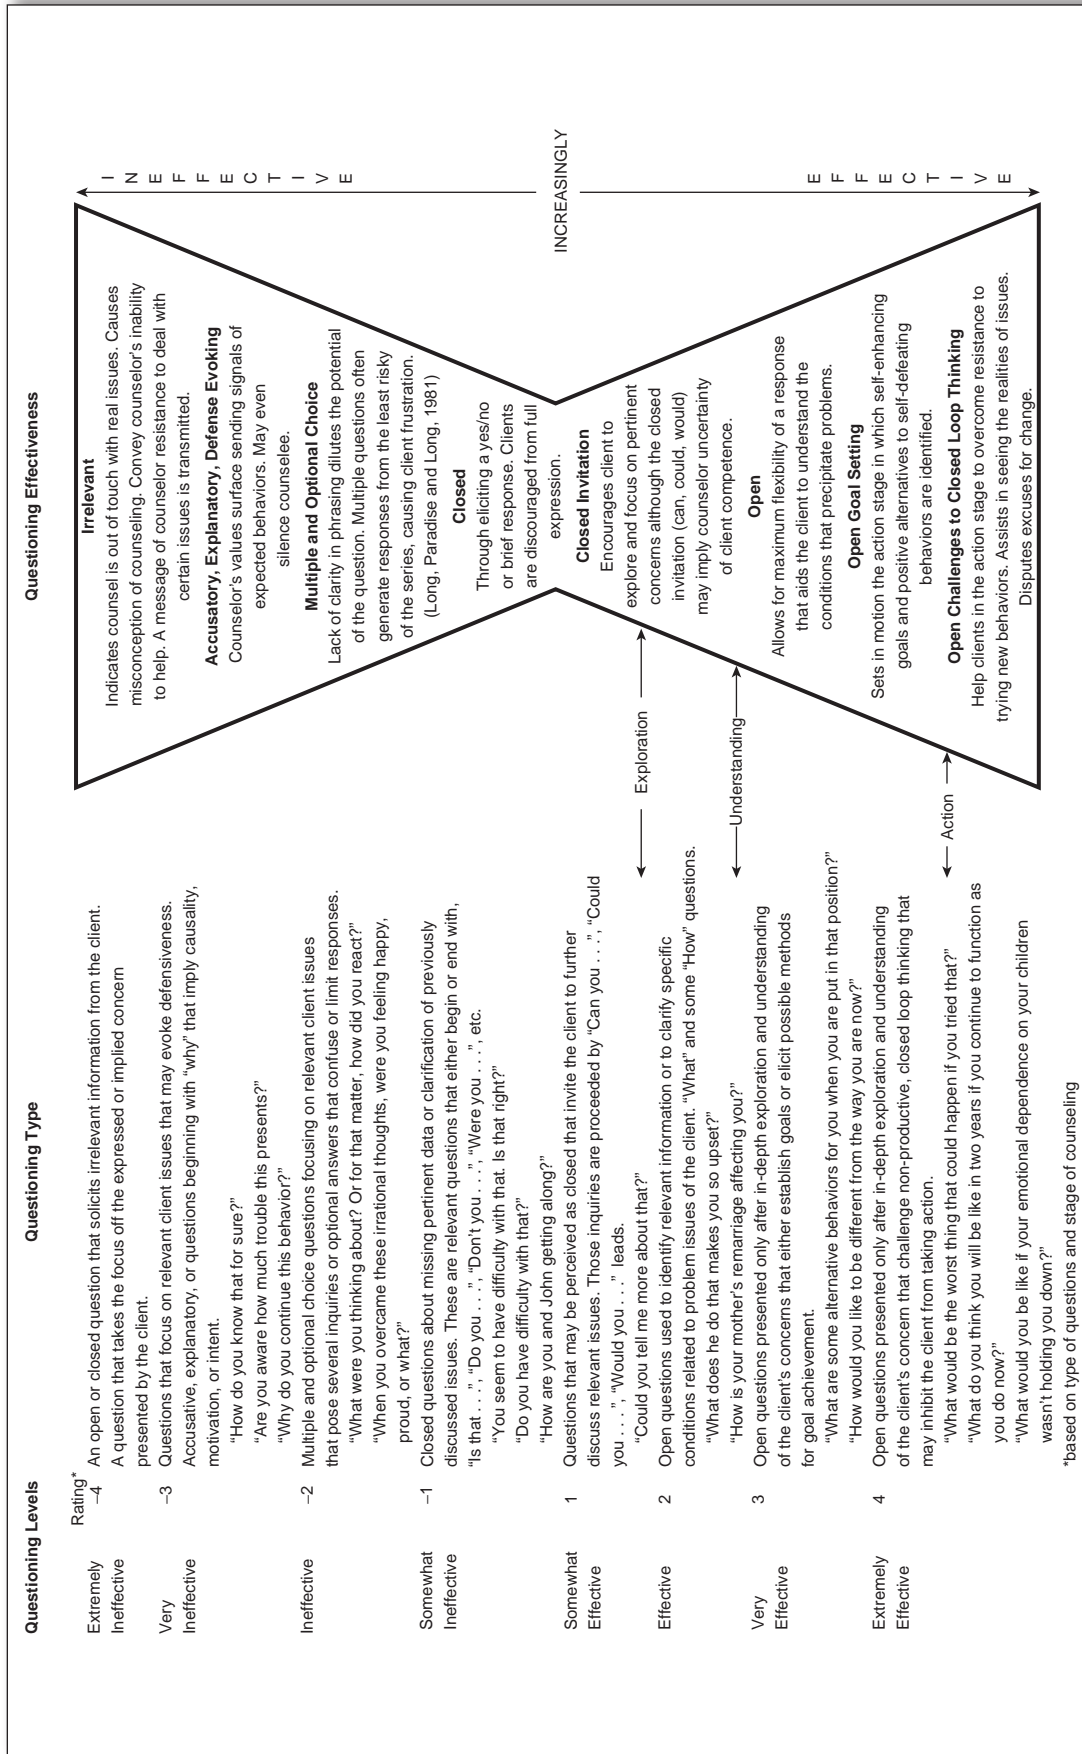 Questioning Levels
Questioning Type
Questioning Effectiveness
Rating*
Extremely
Ineffective
–4
An open or closed question that solicits irrelevant information from the client.
A question that takes the focus off the expressed or implied concern
presented by the client.
Very
Ineffective
–3
Questions that focus on relevant client issues that may evoke defensiveness.
Accusative, explanatory, or questions beginning with “why” that imply causality,
motivation, or intent.
“How do you know that for sure?”
“Are you aware how much trouble this presents?”
“Why do you continue this behavior?”
Ineffective
–2
Multiple and optional choice questions focusing on relevant client issues
that pose several inquiries or optional answers that confuse or limit responses.
“What were you thinking about? Or for that matter, how did you react?”
“When you overcame these irrational thoughts, were you feeling happy,
proud, or what?”
Somewhat
Ineffective
–1
Closed questions about missing pertinent data or clarification of previously
discussed issues. These are relevant questions that either begin or end with,
“Is that . . .”, “Do you . . .”, “Don’t you . . .”, “Were you . . .”, etc.
“You seem to have difficulty with that. Is that right?”
“Do you have difficulty with that?”
“How are you and John getting along?”
Somewhat
Effective
1
Questions that may be perceived as closed that invite the client to further
discuss relevant issues. Those inquiries are proceeded by “Can you . . .”, “Could
you . . .”, “Would you . . .” leads.
“Could you tell me more about that?”
Effective
2
Open questions used to identify relevant information or to clarify specific
conditions related to problem issues of the client. “What” and some “How” questions.
“What does he do that makes you so upset?”
“How is your mother’s remarriage affecting you?”
Very
Effective
3
Open questions presented only after in-depth exploration and understanding
of the client’s concerns that either establish goals or elicit possible methods
for goal achievement.
“What are some alternative behaviors for you when you are put in that position?”
“How would you like to be different from the way you are now?”
Extremely
Effective
4
Open questions presented only after in-depth exploration and understanding
of the client’s concern that challenge non-productive, closed loop thinking that
may inhibit the client from taking action.
“What would be the worst thing that could happen if you tried that?”
“What do you think you will be like in two years if you continue to function as
you do now?”
“What would you be like if your emotional dependence on your children
wasn’t holding you down?”
*based on type of questions and stage of counseling
Exploration
Understanding
Action
Irrelevant
Indicates counsel is out of touch with real issues. Causes
misconception of counseling. Convey counselor’s inability
to help. A message of counselor resistance to deal with
certain issues is transmitted.
Accusatory, Explanatory, Defense Evoking
Counselor’s values surface sending signals of
expected behaviors. May even
silence counselee.
Multiple and Optional Choice
Lack of clarity in phrasing dilutes the potential
of the question. Multiple questions often
generate responses from the least risky
of the series, causing client frustration.
(Long, Paradise and Long, 1981)
Closed
Through eliciting a yes/no
or brief response. Clients
are discouraged from full
expression.
Closed Invitation
Encourages client to
explore and focus on pertinent
concerns although the closed
invitation (can, could, would)
may imply counselor uncertainty
of client competence.
Open
Allows for maximum flexibility of a response
that aids the client to understand the
conditions that precipitate problems.
Open Goal Setting
Sets in motion the action stage in which self-enhancing
goals and positive alternatives to self-defeating
behaviors are identified.
Open Challenges to Closed Loop Thinking
Help clients in the action stage to overcome resistance to
trying new behaviors. Assists in seeing the realities of issues.
Disputes excuses for change.
INEFFECTIVE
INCREASINGLY
EFFECTIVE